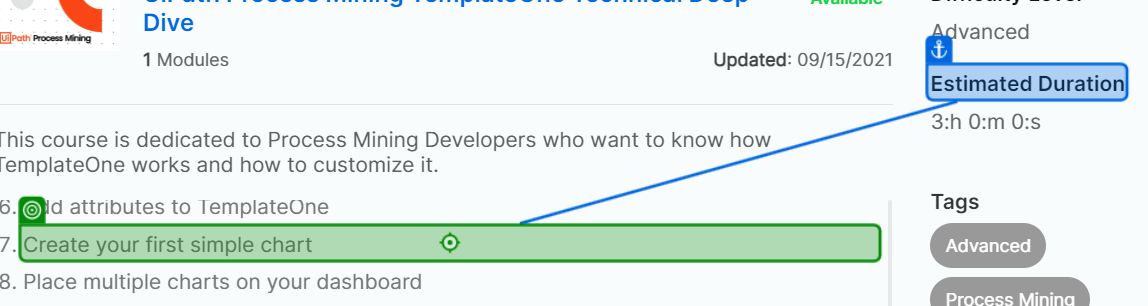 UiPath Process Mining TemplateOne Technical Deep
Dive
Available
UiPath Process Mining
1 Modules
Updated: 09/15/2021
This course is dedicated to Process Mining Developers who want to know how
TemplateOne works and how to customize it.
6. dd attributes to TemplateOne
7. Create your first simple chart
8. Place multiple charts on your dashboard
Difficulty Level
Advanced
Estimated Duration
3:h 0:m 0:s
Tags
Advanced
Process Mining